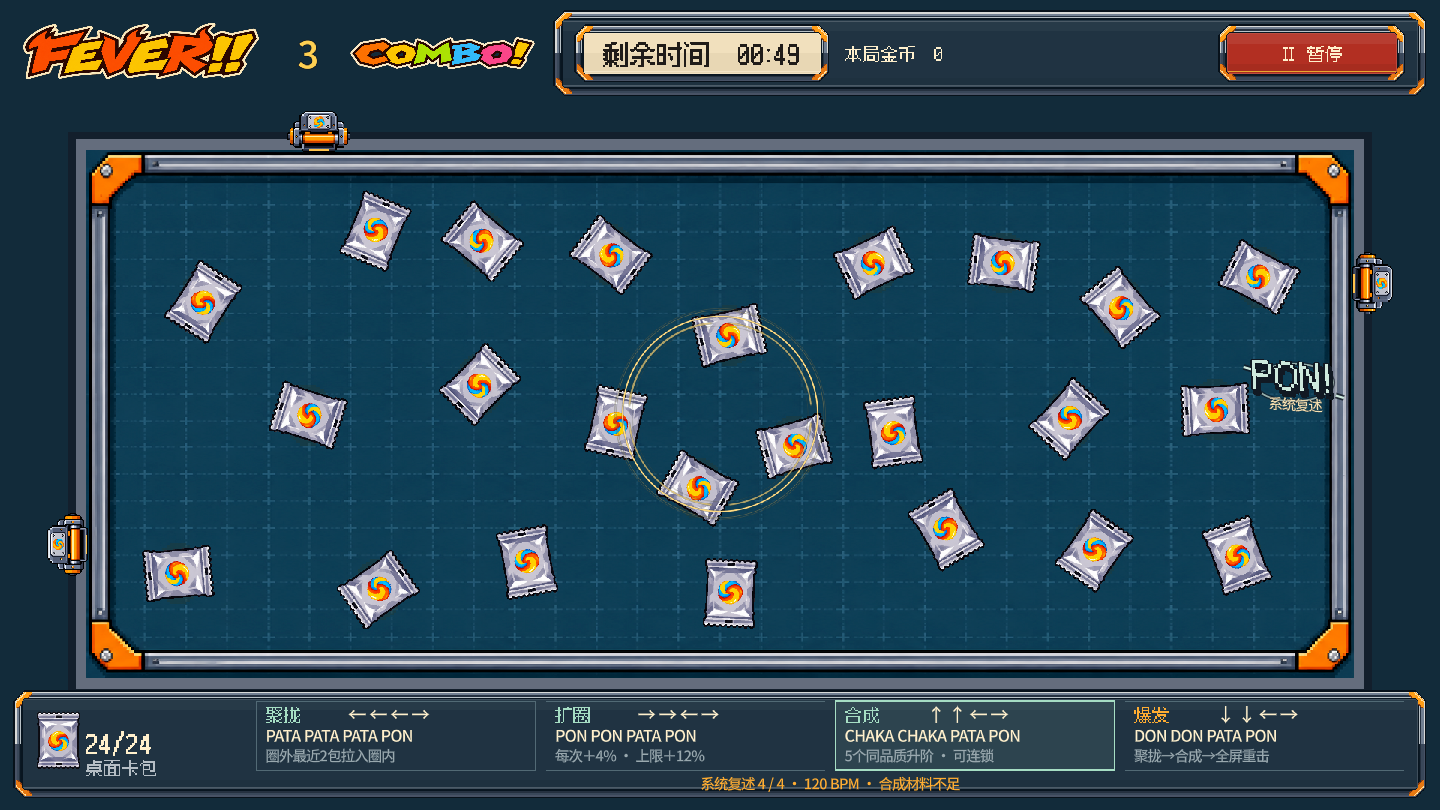 FEVER!! 3 COMBO!
剩余时间 00:49
本局金币 0
II 暂停
PON!
系统复述
24/24
桌面卡包
聚拢 ←←←→
PATA PATA PATA PON
圈外最近2包拉入圈内
扩圈 →→←→
PON PON PATA PON
每次+4% · 上限+12%
合成 ↑↑←→
CHAKA CHAKA PATA PON
5个同品质升阶 · 可连锁
爆发 ↓↓←→
DON DON PATA PON
聚拢→合成→全屏重击
系统复述 4 / 4 · 120 BPM · 合成材料不足